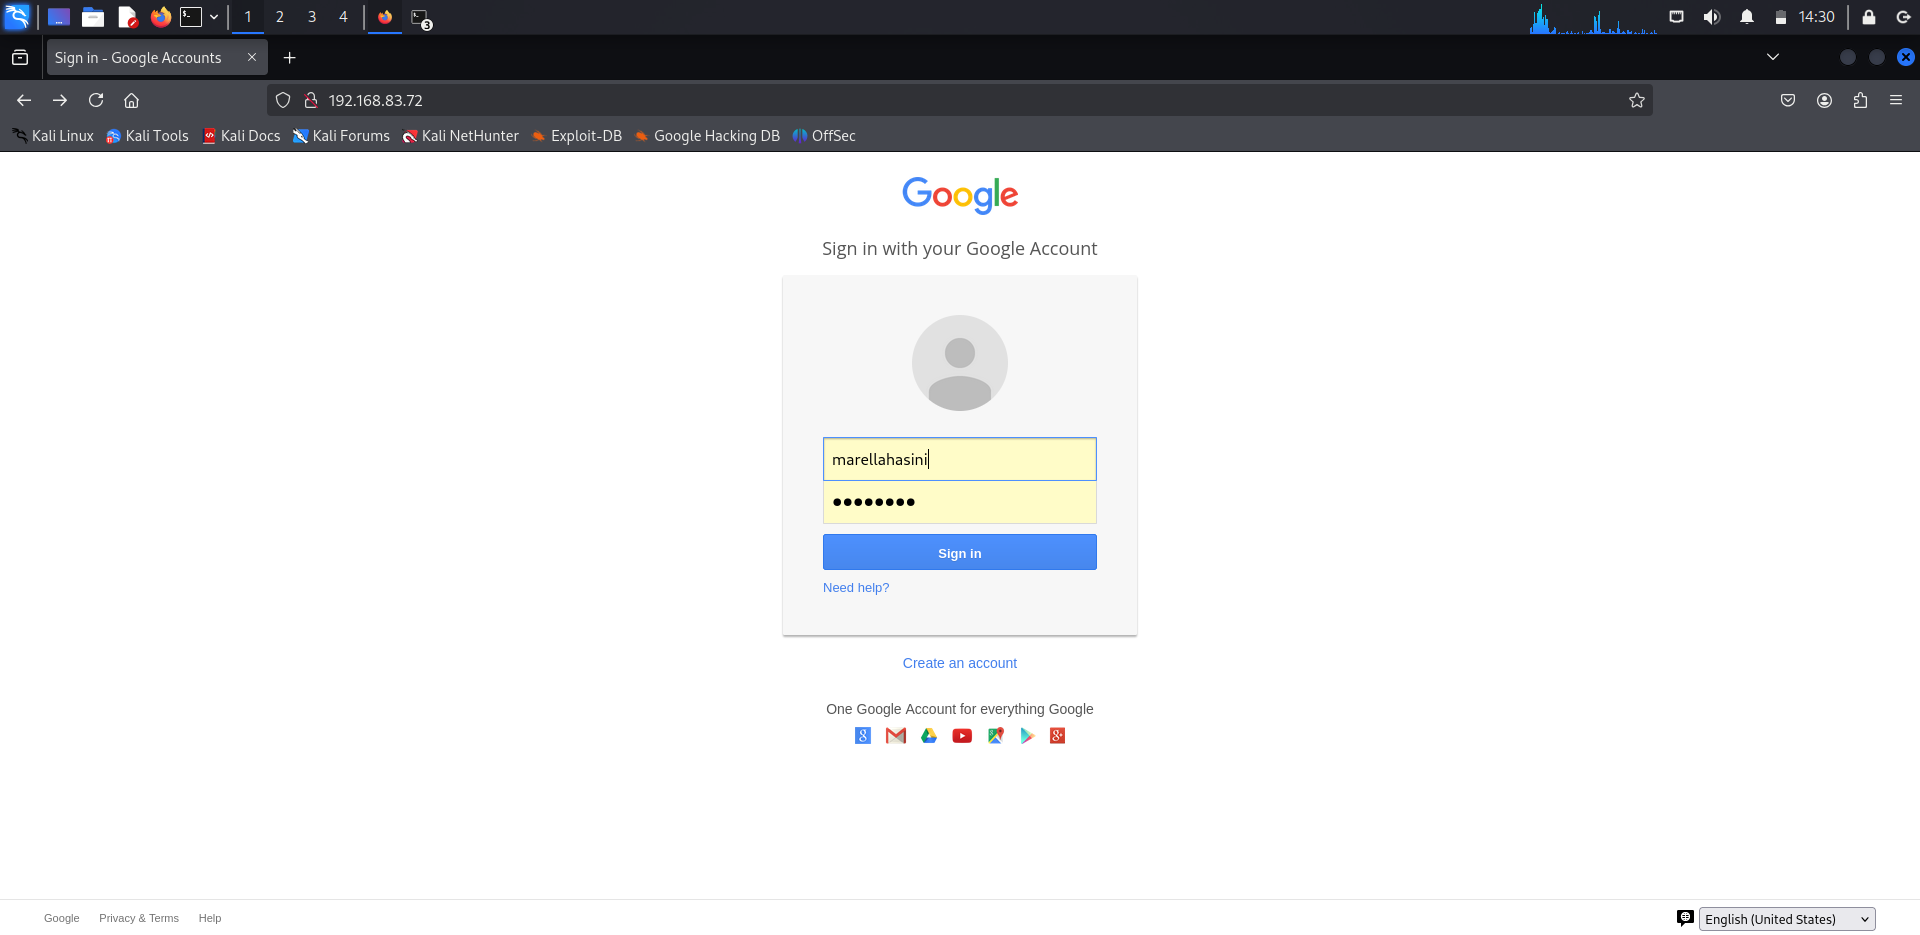 1 2 3 4 3 14:30
Sign in - Google Accounts
192.168.83.72
Kali Linux Kali Tools Kali Docs Kali Forums Kali NetHunter Exploit-DB Google Hacking DB OffSec
Google
Sign in with your Google Account
marellahasini
●●●●●●●●
Sign in
Need help?
Create an account
One Google Account for everything Google
Google Privacy & Terms Help English (United States)